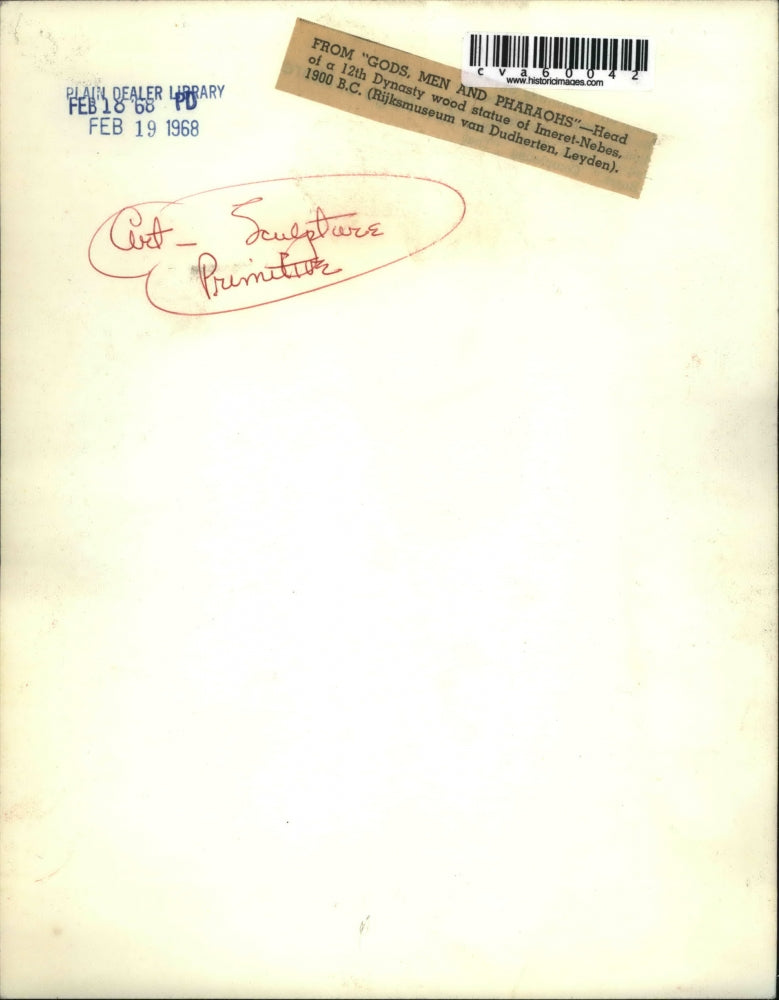 FROM "GODS, MEN AND PHARAOHS"—Head
of a 12th Dynasty wood statue of Imeret-Nebes,
1900 B.C. (Rijksmuseum van Dudherten, Leyden).
cva60042
www.historicimages.com
PLAIN DEALER LIBRARY
FEB 18 '68 PD
FEB 19 1968
Art - Sculpture
Primitive